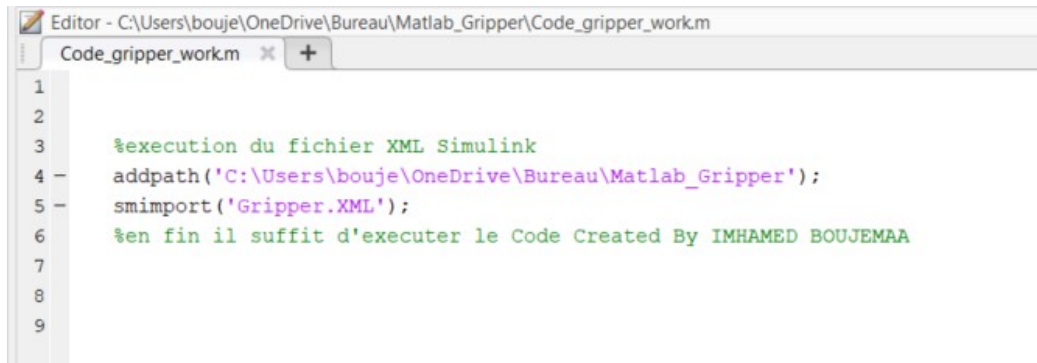 Editor - C:\Users\bouje\OneDrive\Bureau\Matlab_Gripper\Code_gripper_work.m
Code_gripper_work.m × +
1
2
3 %execution du fichier XML Simulink
4 - addpath('C:\Users\bouje\OneDrive\Bureau\Matlab_Gripper');
5 - smimport('Gripper.XML');
6 %en fin il suffit d'executer le Code Created By IMHAMED BOUJEMAA
7
8
9